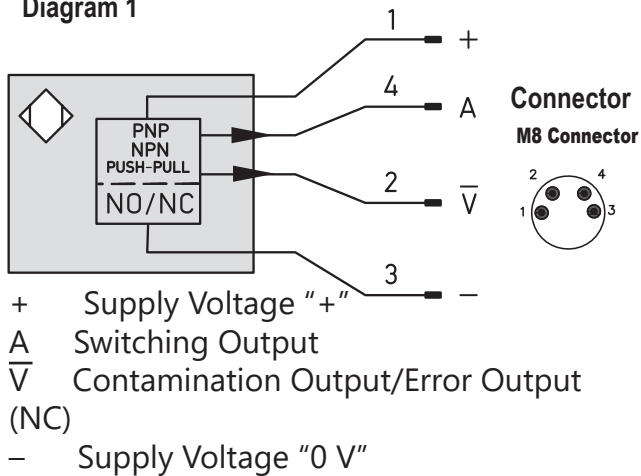 Diagram 1
1
+
4
A
2
V̅
3
–
PNP
NPN
PUSH-PULL
NO/NC
Connector
M8 Connector
2 4
1 3
+ Supply Voltage “+”
A Switching Output
V̅ Contamination Output/Error Output
(NC)
– Supply Voltage “0 V”